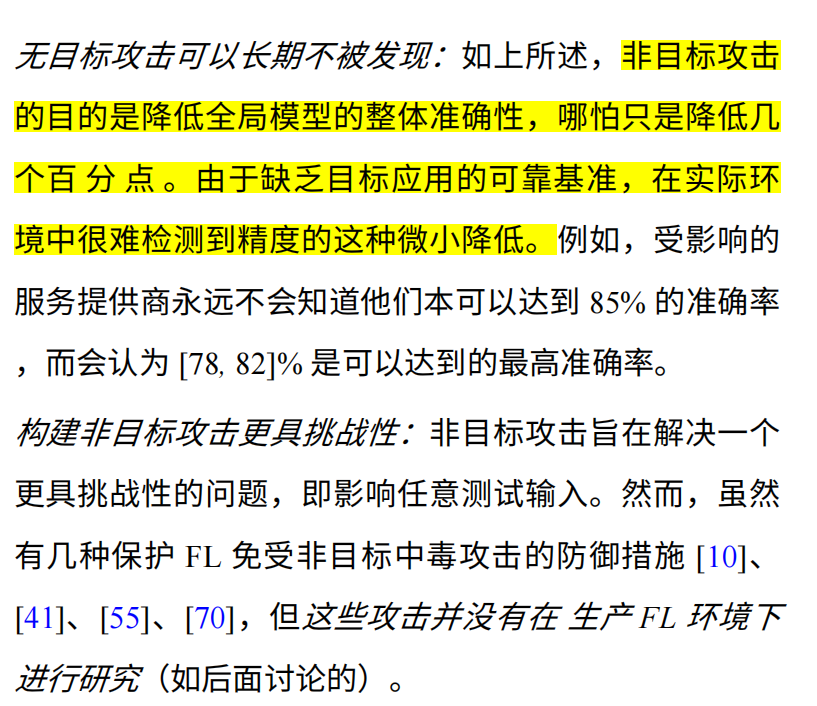 无目标攻击可以长期不被发现：如上所述，非目标攻击
的目的是降低全局模型的整体准确性，哪怕只是降低几
个百 分 点 。由于缺乏目标应用的可靠基准，在实际环
境中很难检测到精度的这种微小降低。例如，受影响的
服务提供商永远不会知道他们本可以达到 85% 的准确率
，而会认为 [78, 82]% 是可以达到的最高准确率。
构建非目标攻击更具挑战性：非目标攻击旨在解决一个
更具挑战性的问题，即影响任意测试输入。然而，虽然
有几种保护 FL 免受非目标中毒攻击的防御措施 [10]、
[41]、[55]、[70]，但这些攻击并没有在 生产 FL 环境下
进行研究（如后面讨论的）。